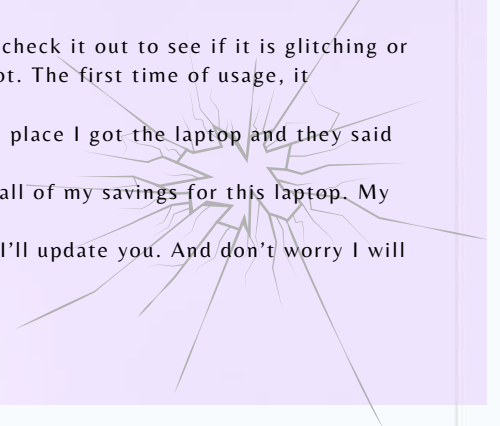 check it out to see if it is glitching or
ot. The first time of usage, it
place I got the laptop and they said
all of my savings for this laptop. My
I’ll update you. And don’t worry I will